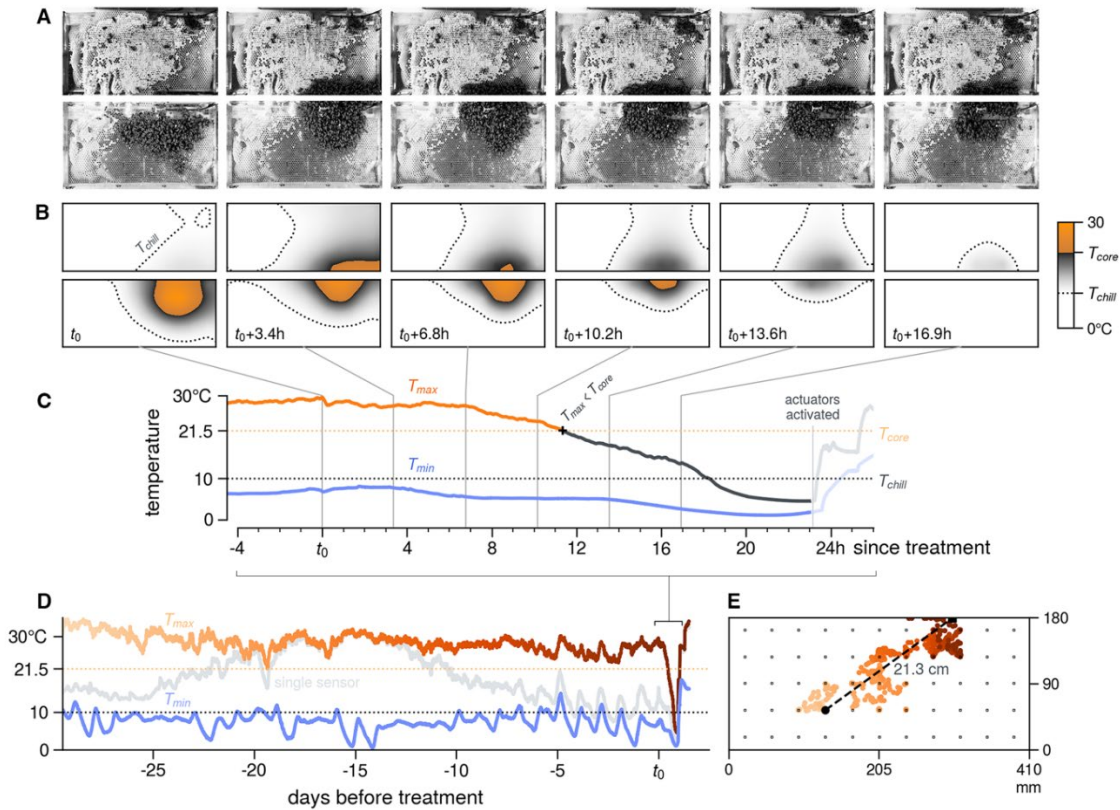 A
B
T_chill
t₀
t₀+3.4h
t₀+6.8h
t₀+10.2h
t₀+13.6h
t₀+16.9h
30
T_core
T_chill
0°C
C
temperature
30°C
21.5
10
0
T_max
T_min
T_max < T_core
actuators
activated
T_core
T_chill
-4
t₀
4
8
12
16
20
24h
since treatment
D
30°C
21.5
10
0
T_max
single sensor
T_min
-25
-20
-15
-10
-5
t₀
days before treatment
E
21.3 cm
180
90
0
0
205
410
mm